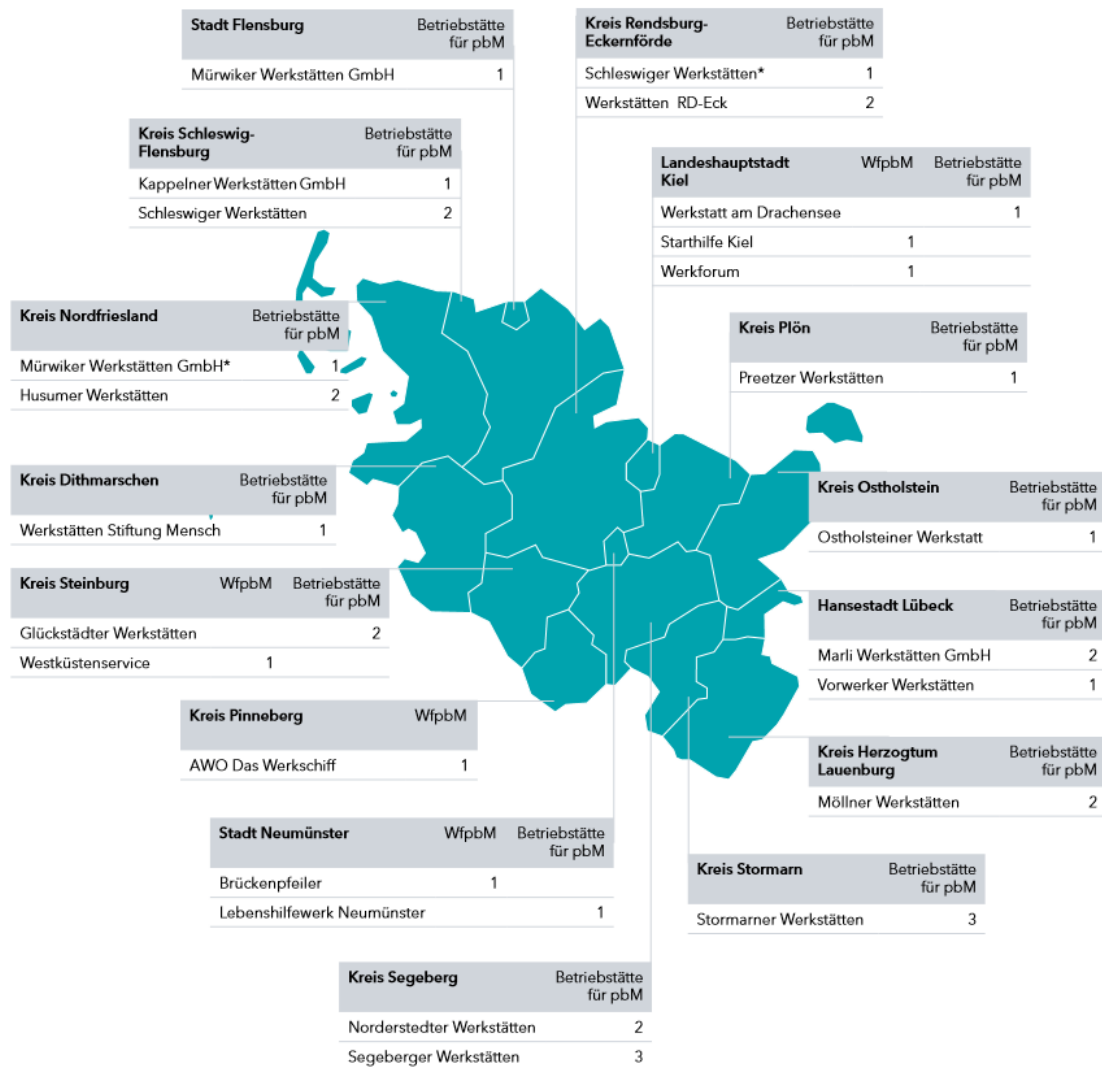 Stadt Flensburg Betriebstätte
für pbM
Mürwiker Werkstätten GmbH 1
Kreis Rendsburg- Betriebstätte
Eckernförde für pbM
Schleswiger Werkstätten* 1
Werkstätten RD-Eck 2
Kreis Schleswig- Betriebstätte
Flensburg für pbM
Kappelner Werkstätten GmbH 1
Schleswiger Werkstätten 2
Landeshauptstadt WfpbM Betriebstätte
Kiel für pbM
Werkstatt am Drachensee 1
Starthilfe Kiel 1
Werkforum 1
Kreis Nordfriesland Betriebstätte
für pbM
Mürwiker Werkstätten GmbH* 1
Husumer Werkstätten 2
Kreis Plön Betriebstätte
für pbM
Preetzer Werkstätten 1
Kreis Dithmarschen Betriebstätte
für pbM
Werkstätten Stiftung Mensch 1
Kreis Ostholstein Betriebstätte
für pbM
Ostholsteiner Werkstatt 1
Kreis Steinburg WfpbM Betriebstätte
für pbM
Glückstädter Werkstätten 2
Westküstenservice 1
Hansestadt Lübeck Betriebstätte
für pbM
Marli Werkstätten GmbH 2
Vorwerker Werkstätten 1
Kreis Pinneberg WfpbM
AWO Das Werkschiff 1
Kreis Herzogtum Betriebstätte
Lauenburg für pbM
Möllner Werkstätten 2
Stadt Neumünster WfpbM Betriebstätte
für pbM
Brückenpfeiler 1
Lebenshilfewerk Neumünster 1
Kreis Stormarn Betriebstätte
für pbM
Stormarner Werkstätten 3
Kreis Segeberg Betriebstätte
für pbM
Norderstedter Werkstätten 2
Segeberger Werkstätten 3